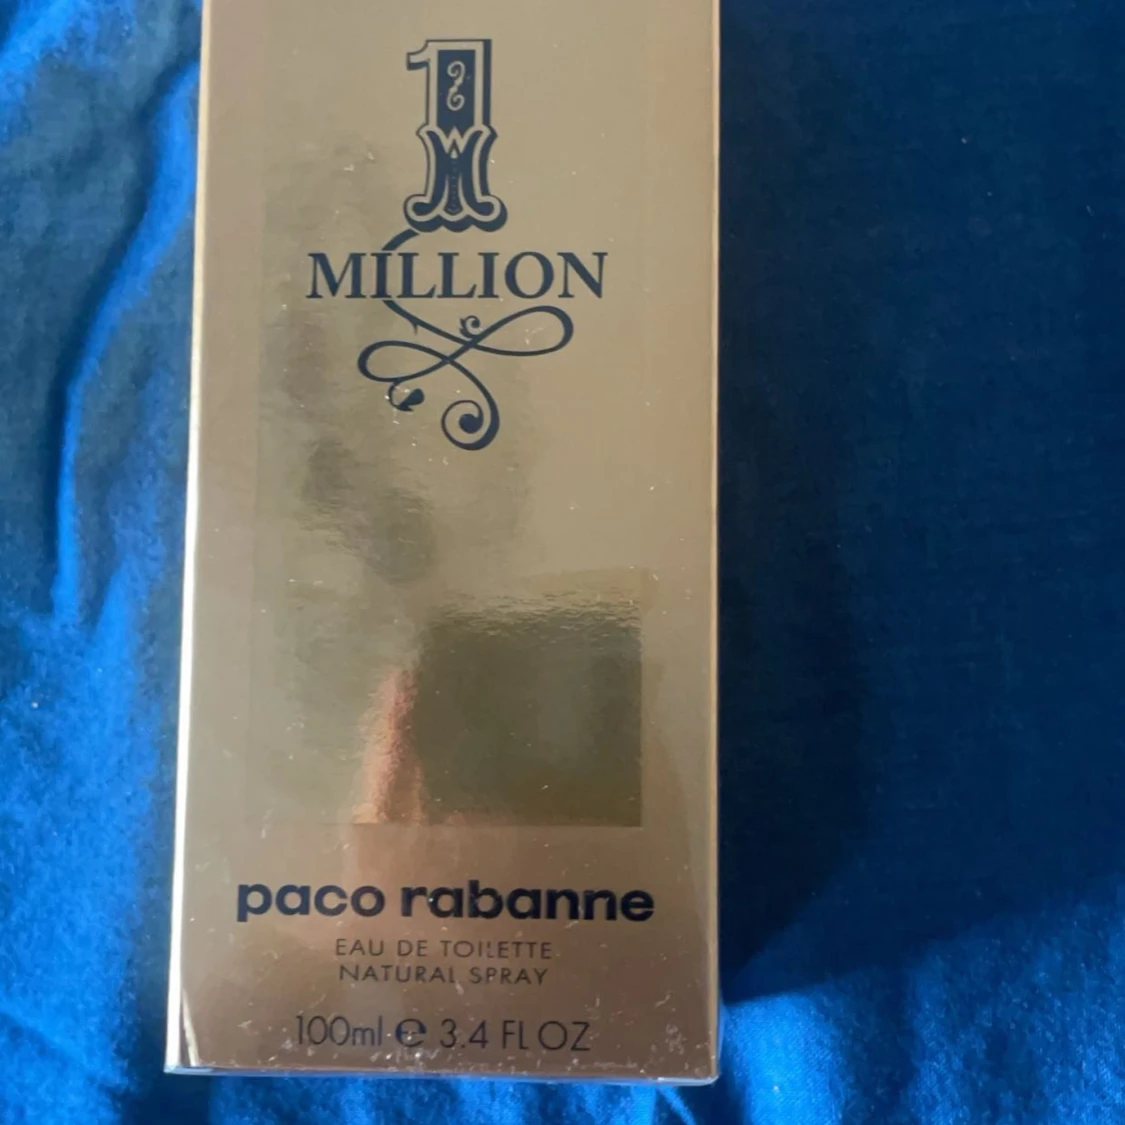 1
MILLION
paco rabanne
EAU DE TOILETTE
NATURAL SPRAY
100ml e 3.4 FL OZ